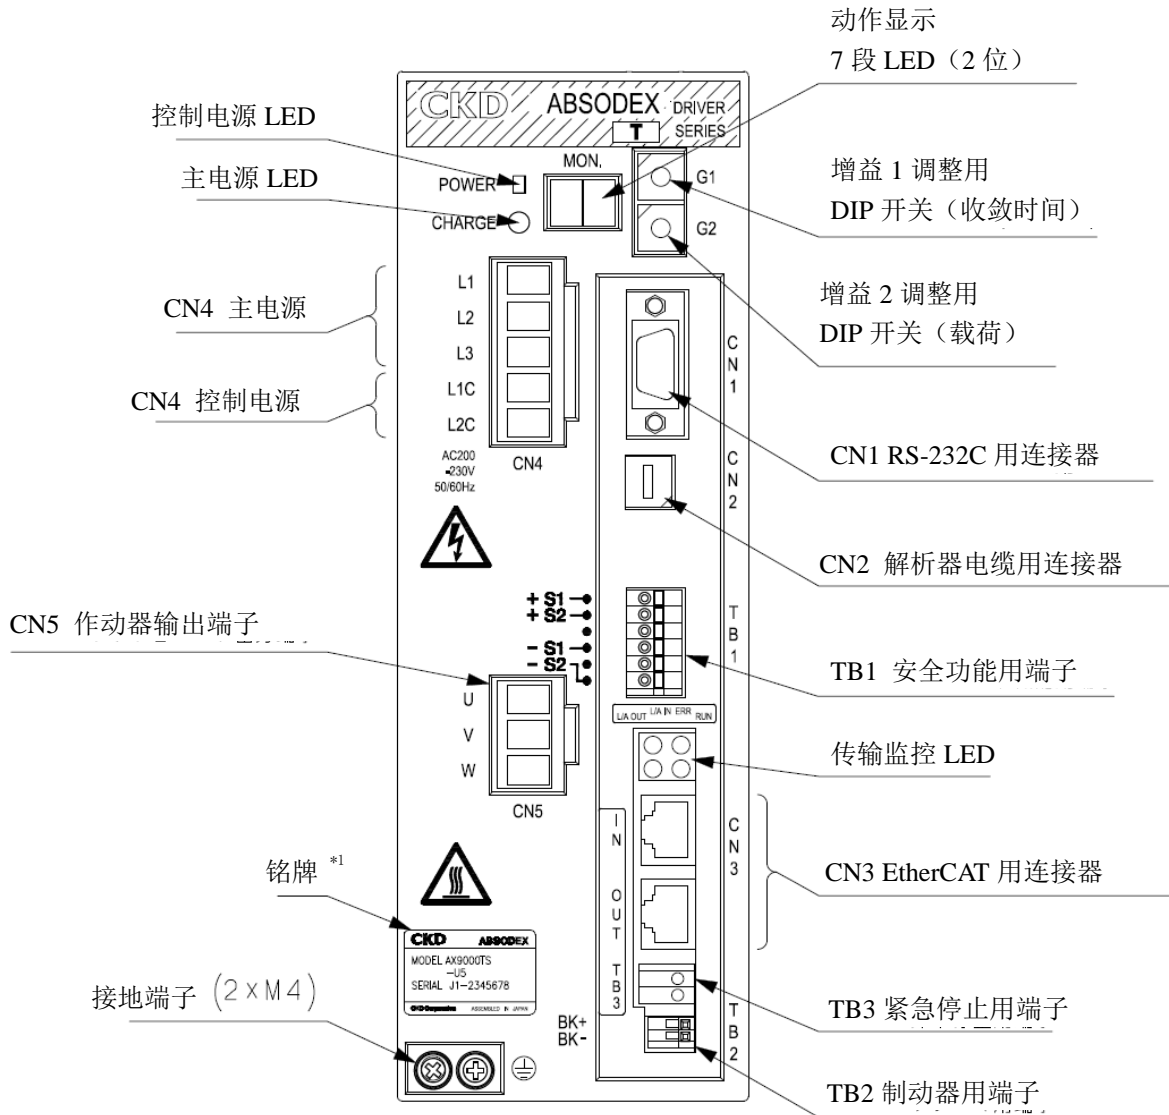 动作显示
7 段 LED（2 位）
控制电源 LED
主电源 LED
CKD ABSODEX DRIVER
T SERIES
MON.
POWER
CHARGE
G1
G2
增益 1 调整用
DIP 开关（收敛时间）
增益 2 调整用
DIP 开关（载荷）
CN4 主电源
CN4 控制电源
L1
L2
L3
L1C
L2C
AC200
-230V
50/60Hz
CN4
CN1
CN2
CN1 RS-232C 用连接器
CN2 解析器电缆用连接器
CN5 作动器输出端子
+ S1
+ S2
- S1
- S2
TB1
TB1 安全功能用端子
U
V
W
CN5
L/A OUT L/A IN ERR RUN
传输监控 LED
IN
OUT
CN3
CN3 EtherCAT 用连接器
铭牌 *1
CKD ABSODEX
MODEL AX9000TS
-U5
SERIAL J1-2345678
CKD Corporation ASSEMBLED IN JAPAN
接地端子 (2×M4)
TB3
TB3 紧急停止用端子
BK+
BK-
TB2
TB2 制动器用端子